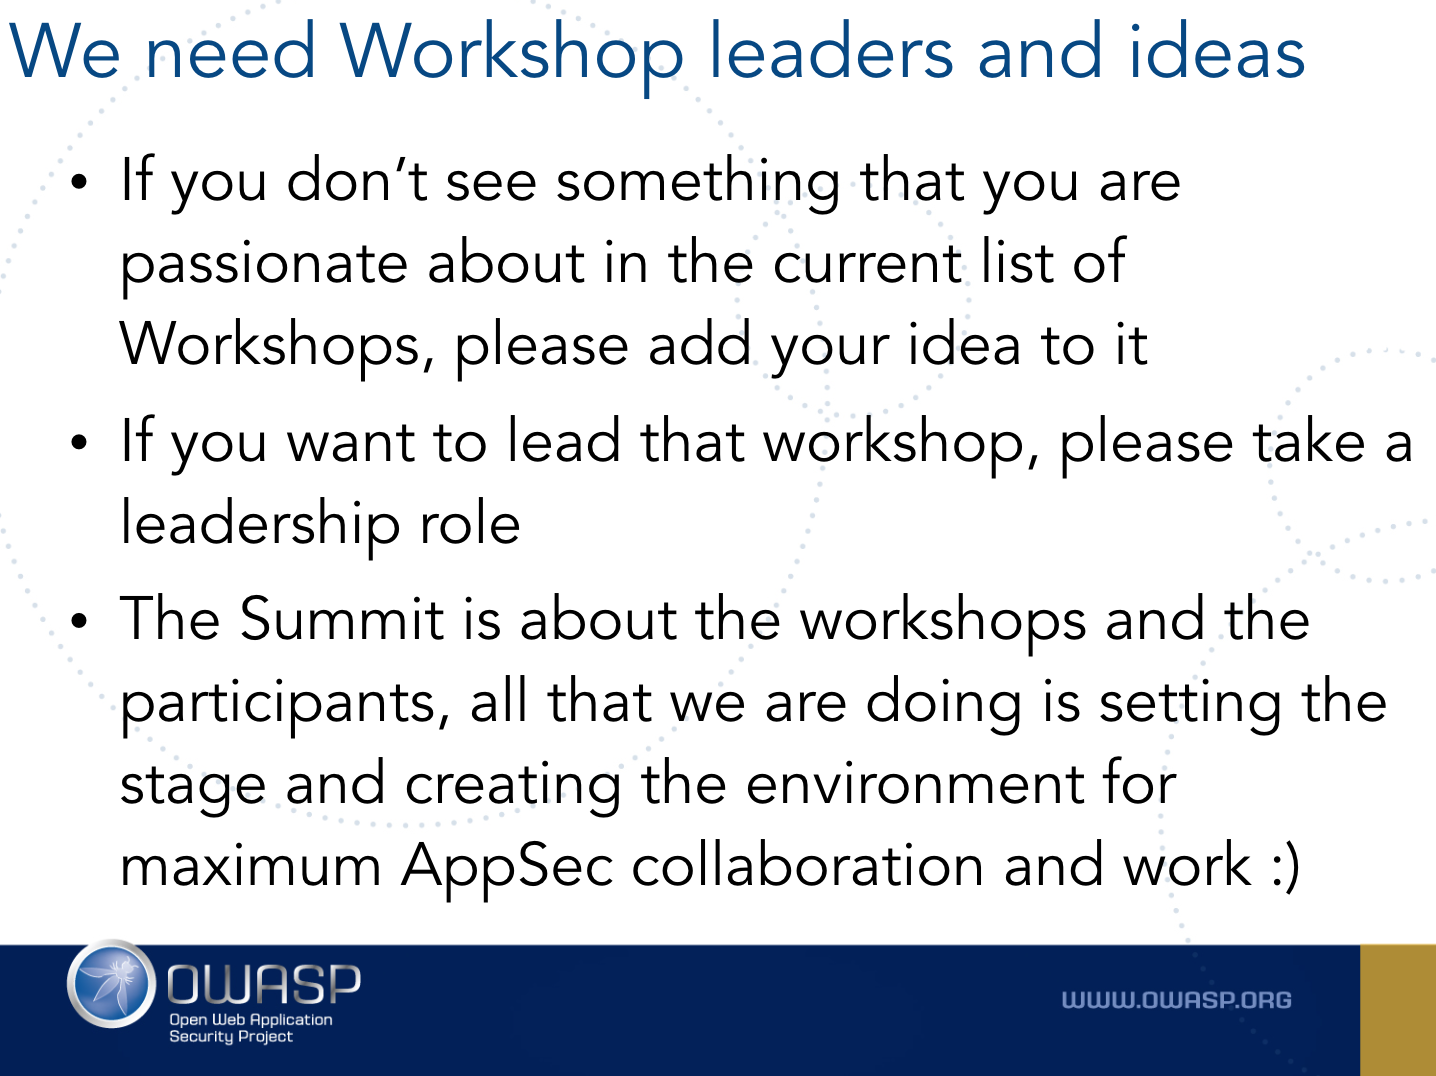 We need Workshop leaders and ideas
• If you don’t see something that you are
passionate about in the current list of
Workshops, please add your idea to it
• If you want to lead that workshop, please take a
leadership role
• The Summit is about the workshops and the
participants, all that we are doing is setting the
stage and creating the environment for
maximum AppSec collaboration and work :)
OWASP
Open Web Application
Security Project
WWW.OWASP.ORG